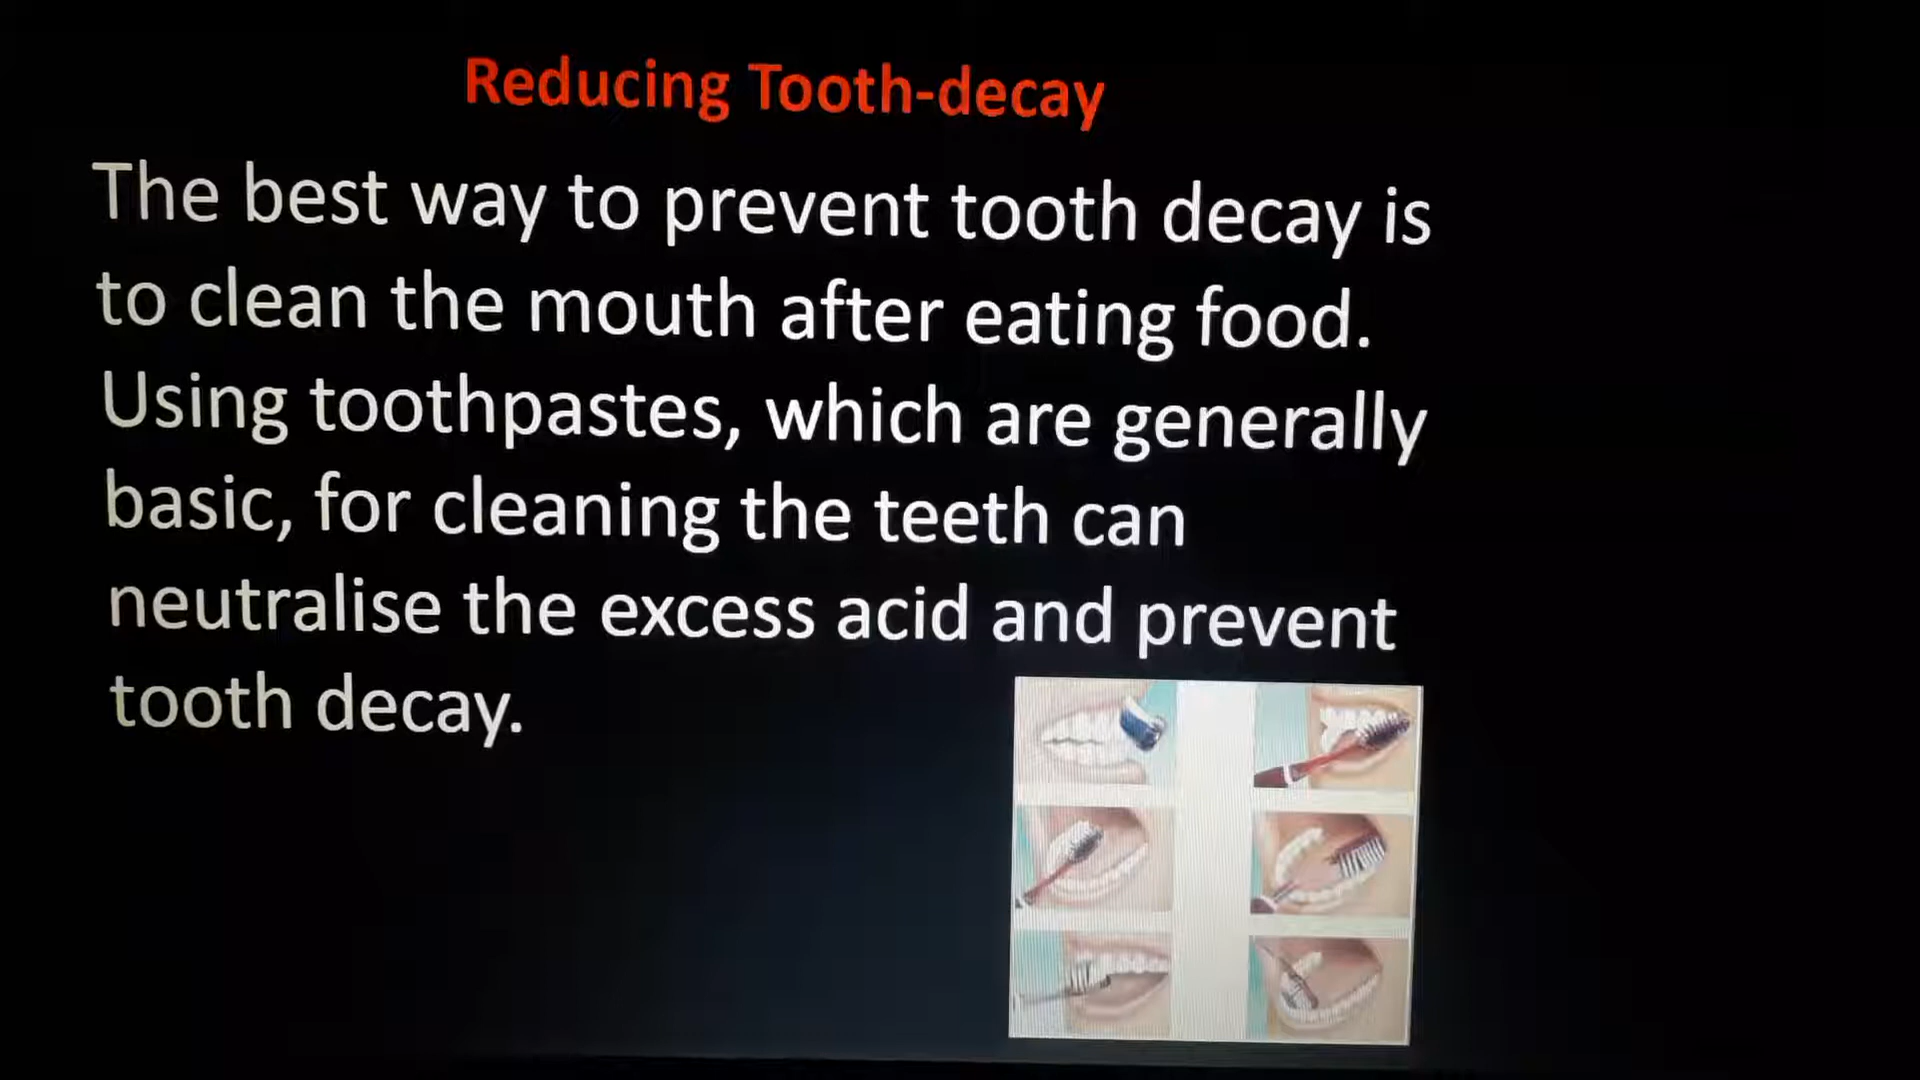 Reducing Tooth-decay
The best way to prevent tooth decay is
to clean the mouth after eating food.
Using toothpastes, which are generally
basic, for cleaning the teeth can
neutralise the excess acid and prevent
tooth decay.